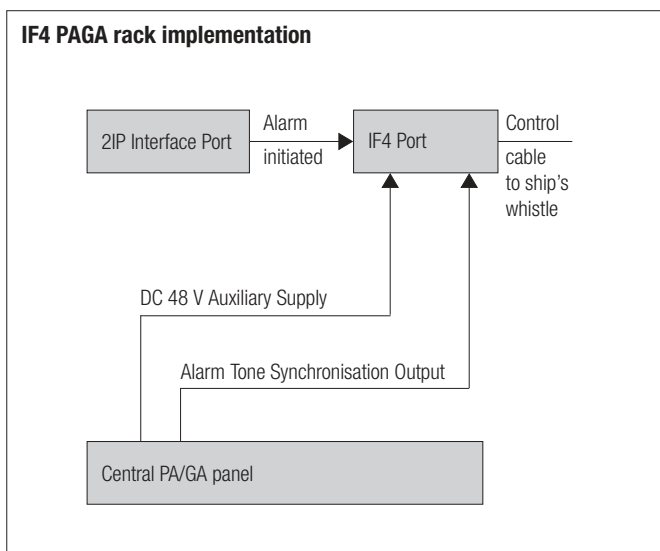 IF4 PAGA rack implementation
2IP Interface Port
Alarm
initiated
IF4 Port
Control
cable
to ship's
whistle
DC 48 V Auxiliary Supply
Alarm Tone Synchronisation Output
Central PA/GA panel